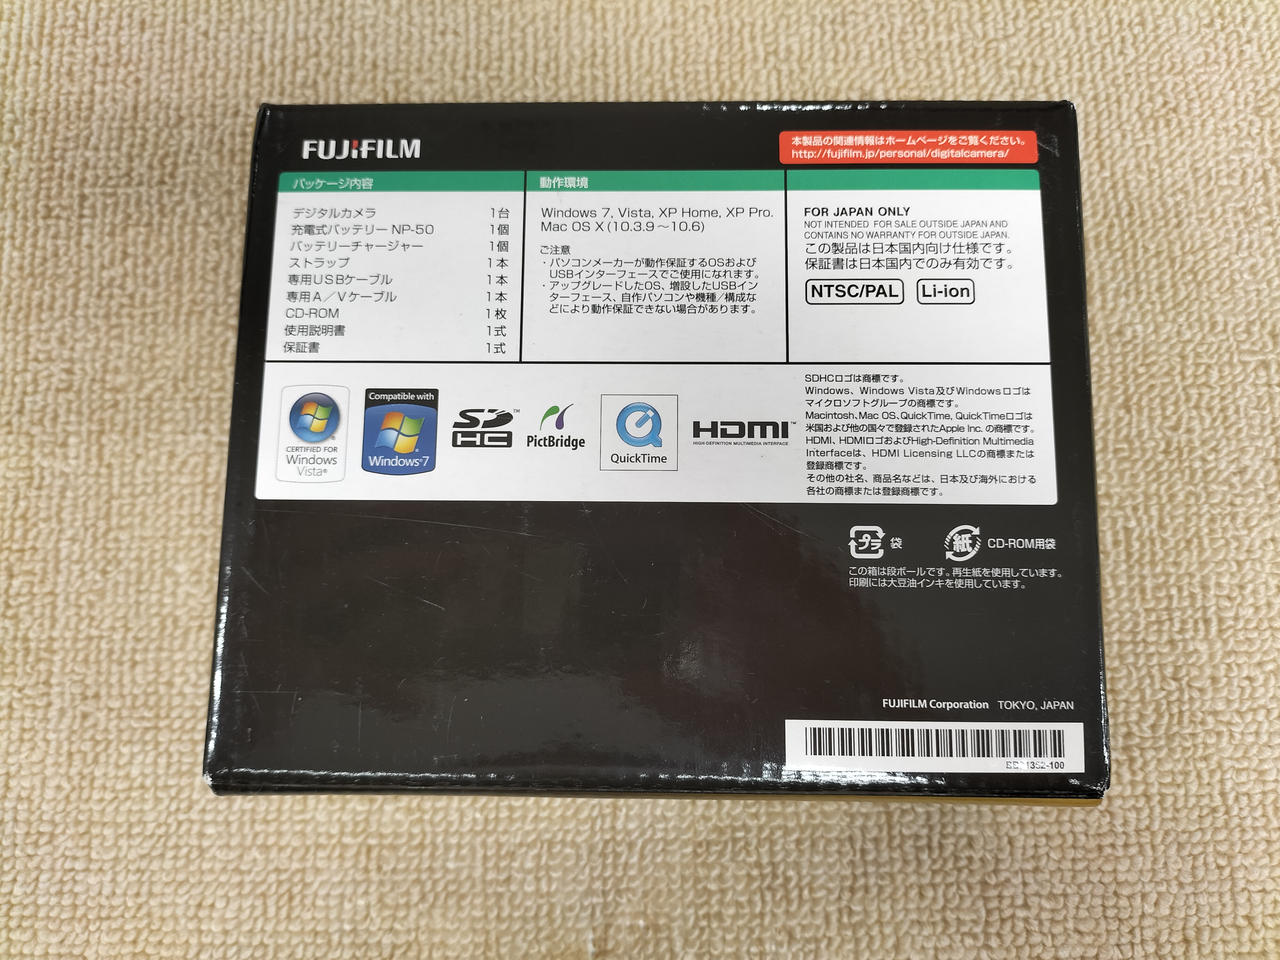 FUJIFILM
本製品の関連情報はホームページをご覧ください。
http://fujifilm.jp/personal/digitalcamera/
パッケージ内容
デジタルカメラ 1台
充電式バッテリー NP-50 1個
バッテリーチャージャー 1個
ストラップ 1本
専用USBケーブル 1本
専用A／Vケーブル 1本
CD-ROM 1枚
使用説明書 1式
保証書 1式
動作環境
Windows 7, Vista, XP Home, XP Pro.
Mac OS X (10.3.9～10.6)
ご注意
・パソコンメーカーが動作保証するOSおよび
USBインターフェースでご使用になれます。
・アップグレードしたOS、増設したUSBイン
ターフェース、自作パソコンや機種／構成な
どにより動作保証できない場合があります。
FOR JAPAN ONLY
NOT INTENDED FOR SALE OUTSIDE JAPAN AND
CONTAINS NO WARRANTY FOR OUTSIDE JAPAN.
この製品は日本国内向け仕様です。
保証書は日本国内でのみ有効です。
NTSC/PAL Li-ion
CERTIFIED FOR
Windows
Vista®
Compatible with
Windows®7
SD™
HC
PictBridge
QuickTime
HDMI™
HIGH-DEFINITION MULTIMEDIA INTERFACE
SDHCロゴは商標です。
Windows、Windows Vista及びWindowsロゴは
マイクロソフトグループの商標です。
Macintosh、Mac OS、QuickTime、QuickTimeロゴは
米国および他の国々で登録されたApple Inc. の商標です。
HDMI、HDMIロゴおよびHigh-Definition Multimedia
Interfaceは、HDMI Licensing LLCの商標または
登録商標です。
その他の社名、商品名などは、日本及び海外における
各社の商標または登録商標です。
プラ 袋
紙 CD-ROM用袋
この箱は段ボールです。再生紙を使用しています。
印刷には大豆油インキを使用しています。
FUJIFILM Corporation TOKYO, JAPAN